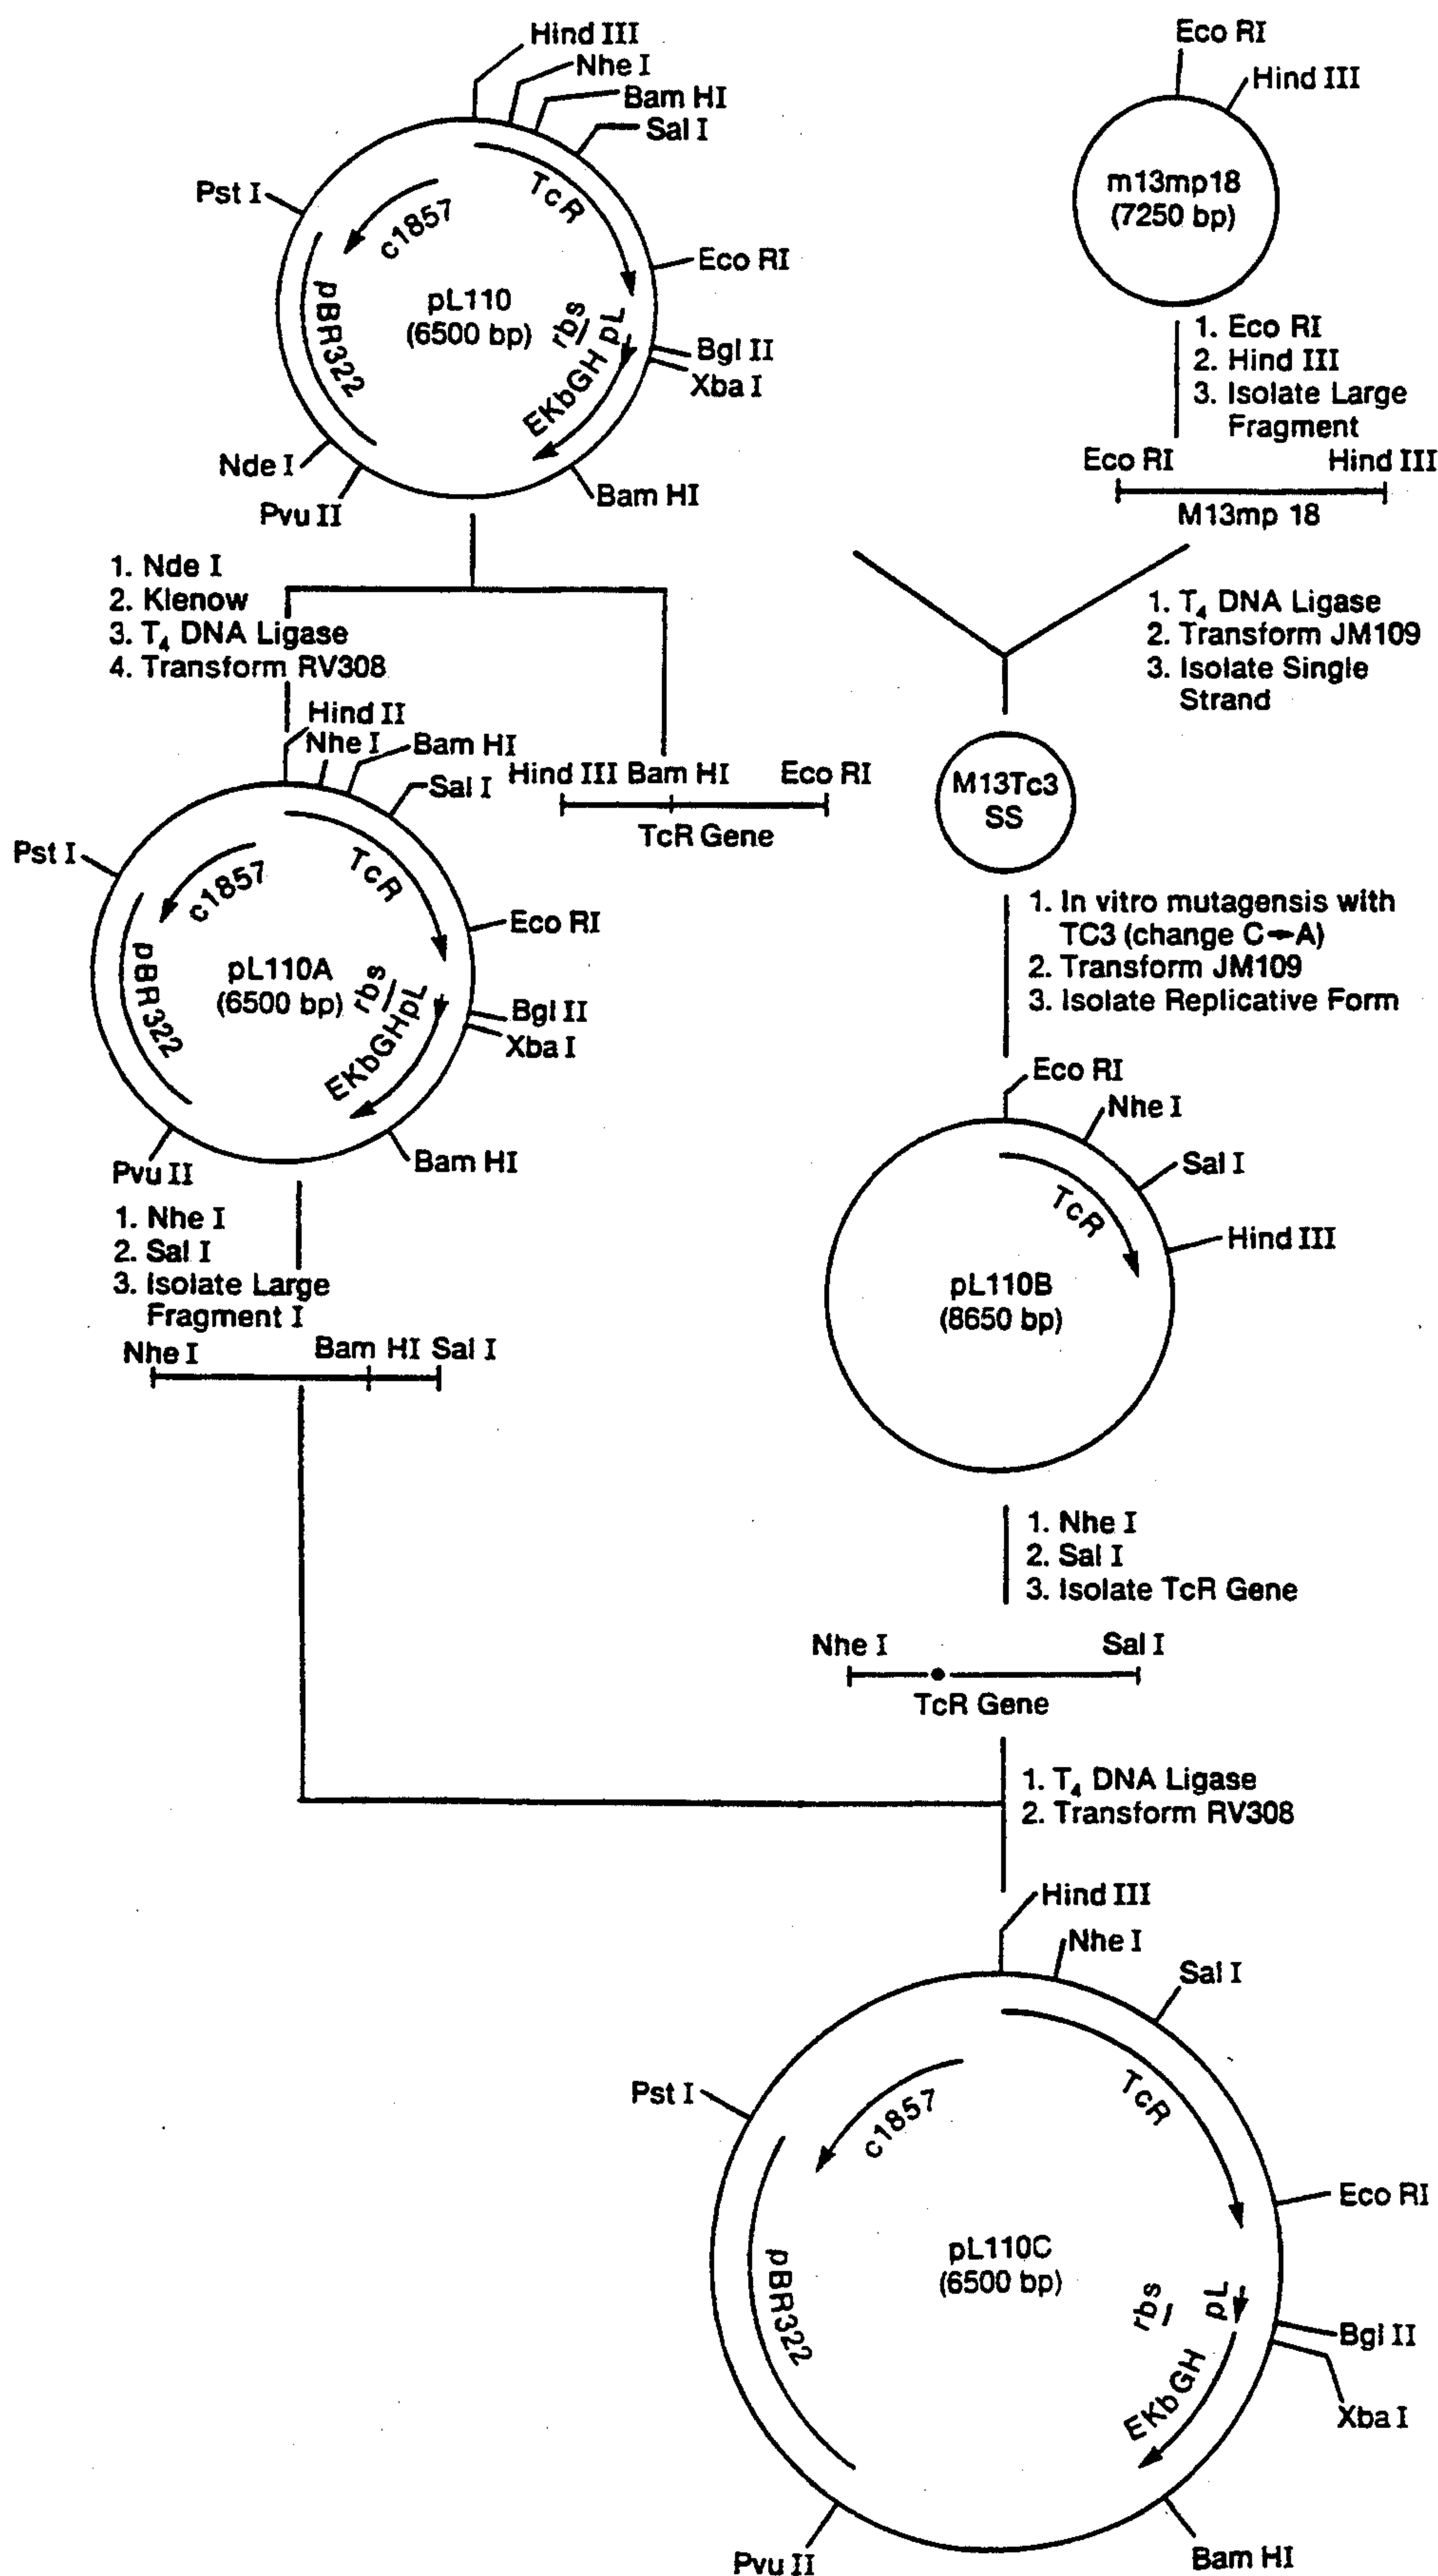 Hind III
Nhe I
Bam HI
Sal I
Pst I
TcR
c1857
Eco RI
pL110
(6500 bp)
rbs
pL
pBR322
EKbGH
Bgl II
Xba I
Nde I
Pvu II
Bam HI
Eco RI
Hind III
m13mp18
(7250 bp)
1. Eco RI
2. Hind III
3. Isolate Large
Fragment
Eco RI Hind III
M13mp 18
1. Nde I
2. Klenow
3. T4 DNA Ligase
4. Transform RV308
1. T4 DNA Ligase
2. Transform JM109
3. Isolate Single
Strand
Hind II
Nhe I
Bam HI
Sal I
Hind III Bam HI Eco RI
TcR Gene
M13Tc3
SS
Pst I
TcR
c1857
Eco RI
pL110A
(6500 bp)
rbs
pL
pBR322
EKbGH
Bgl II
Xba I
Pvu II
Bam HI
1. In vitro mutagensis with
TC3 (change C→A)
2. Transform JM109
3. Isolate Replicative Form
Eco RI
Nhe I
Sal I
TcR
Hind III
pL110B
(8650 bp)
1. Nhe I
2. Sal I
3. Isolate Large
Fragment I
Nhe I Bam HI Sal I
1. Nhe I
2. Sal I
3. Isolate TcR Gene
Nhe I Sal I
TcR Gene
1. T4 DNA Ligase
2. Transform RV308
Hind III
Nhe I
Sal I
Pst I
TcR
c1857
Eco RI
pL110C
(6500 bp)
rbs
pL
pBR322
EKbGH
Bgl II
Xba I
Pvu II
Bam HI